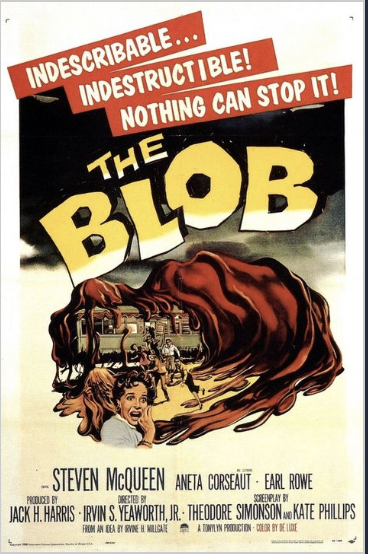 INDESCRIBABLE...
INDESTRUCTIBLE!
NOTHING CAN STOP IT!
THE
BLOB
STEVEN McQUEEN ANETA CORSEAUT · EARL ROWE
PRODUCED BY DIRECTED BY SCREENPLAY BY
JACK H. HARRIS · IRVIN S. YEAWORTH, JR. · THEODORE SIMONSON AND KATE PHILLIPS
FROM AN IDEA BY IRVINE H. MILLGATE A TONYLYN PRODUCTION · COLOR BY DE LUXE